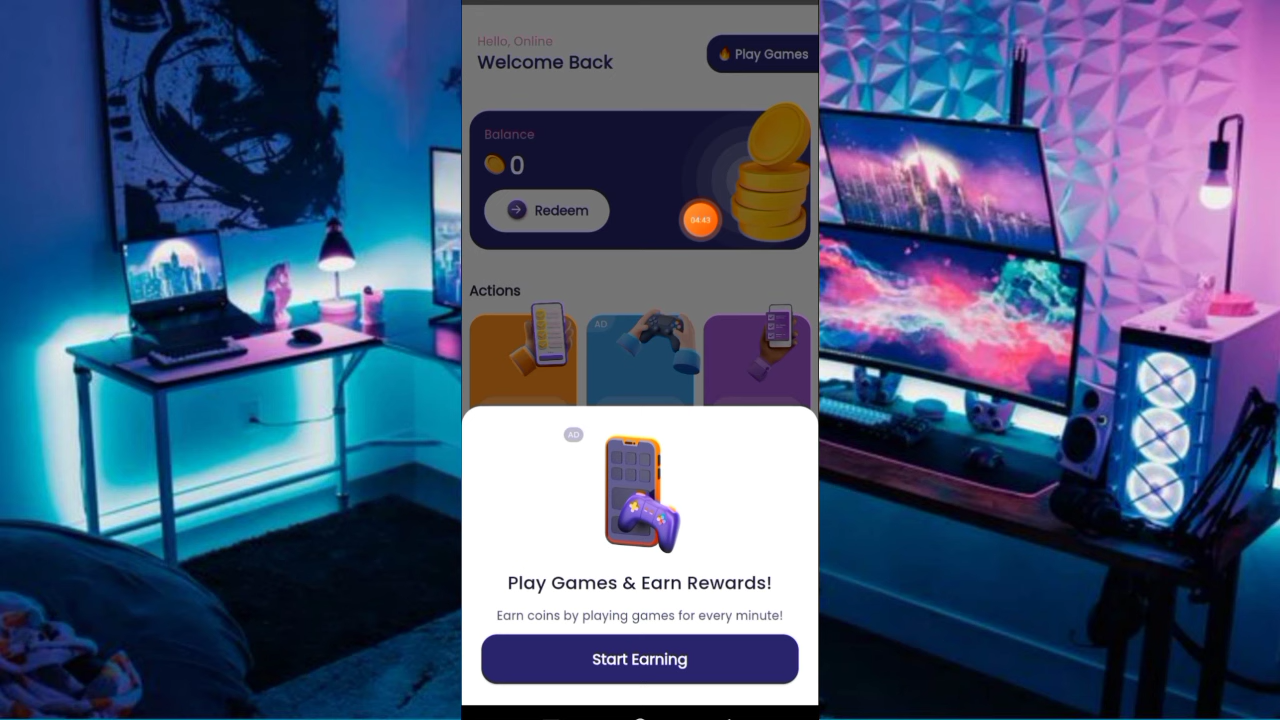 Hello, Online
Welcome Back
Play Games
Balance
0
Redeem
04:43
Actions
AD
AD
Play Games & Earn Rewards!
Earn coins by playing games for every minute!
Start Earning